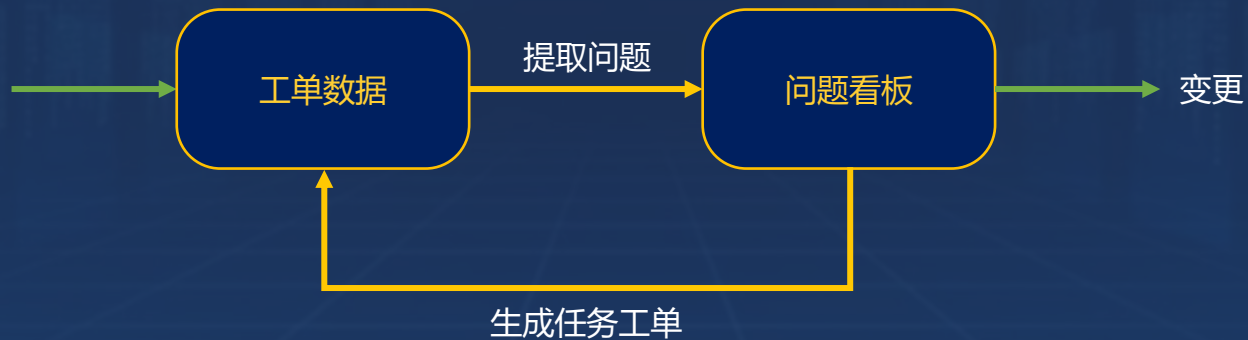 提取问题
工单数据
问题看板
变更
生成任务工单